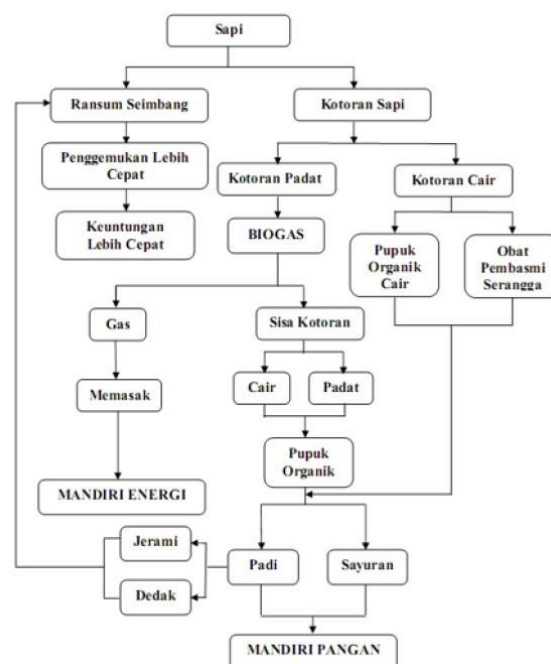 Sapi
Ransum Seimbang
Kotoran Sapi
Penggemukan Lebih
Cepat
Kotoran Padat
Kotoran Cair
Keuntungan
Lebih Cepat
BIOGAS
Pupuk
Organik
Cair
Obat
Pembasmi
Serangga
Gas
Sisa Kotoran
Memasak
Cair
Padat
Pupuk
Organik
MANDIRI ENERGI
Jerami
Padi
Sayuran
Dedak
MANDIRI PANGAN